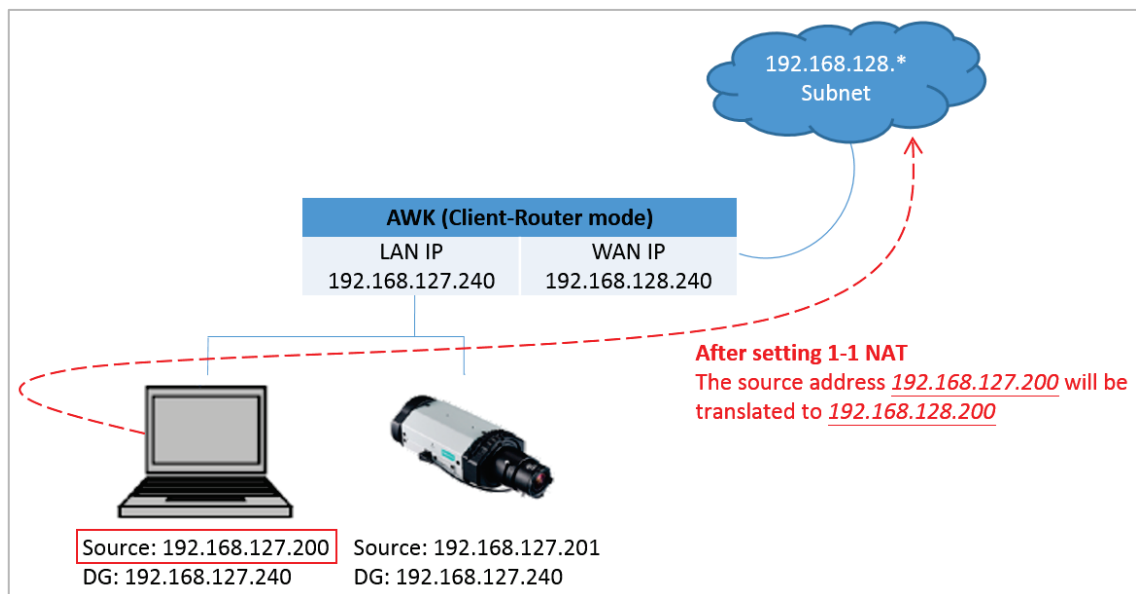 192.168.128.*
Subnet
AWK (Client-Router mode)
LAN IP
192.168.127.240
WAN IP
192.168.128.240
After setting 1-1 NAT
The source address 192.168.127.200 will be
translated to 192.168.128.200
Source: 192.168.127.200
DG: 192.168.127.240
Source: 192.168.127.201
DG: 192.168.127.240